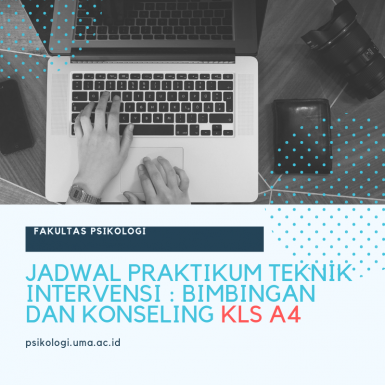 FAKULTAS PSIKOLOGI
JADWAL PRAKTIKUM TEKNIK
INTERVENSI : BIMBINGAN
DAN KONSELING KLS A4
psikologi.uma.ac.id